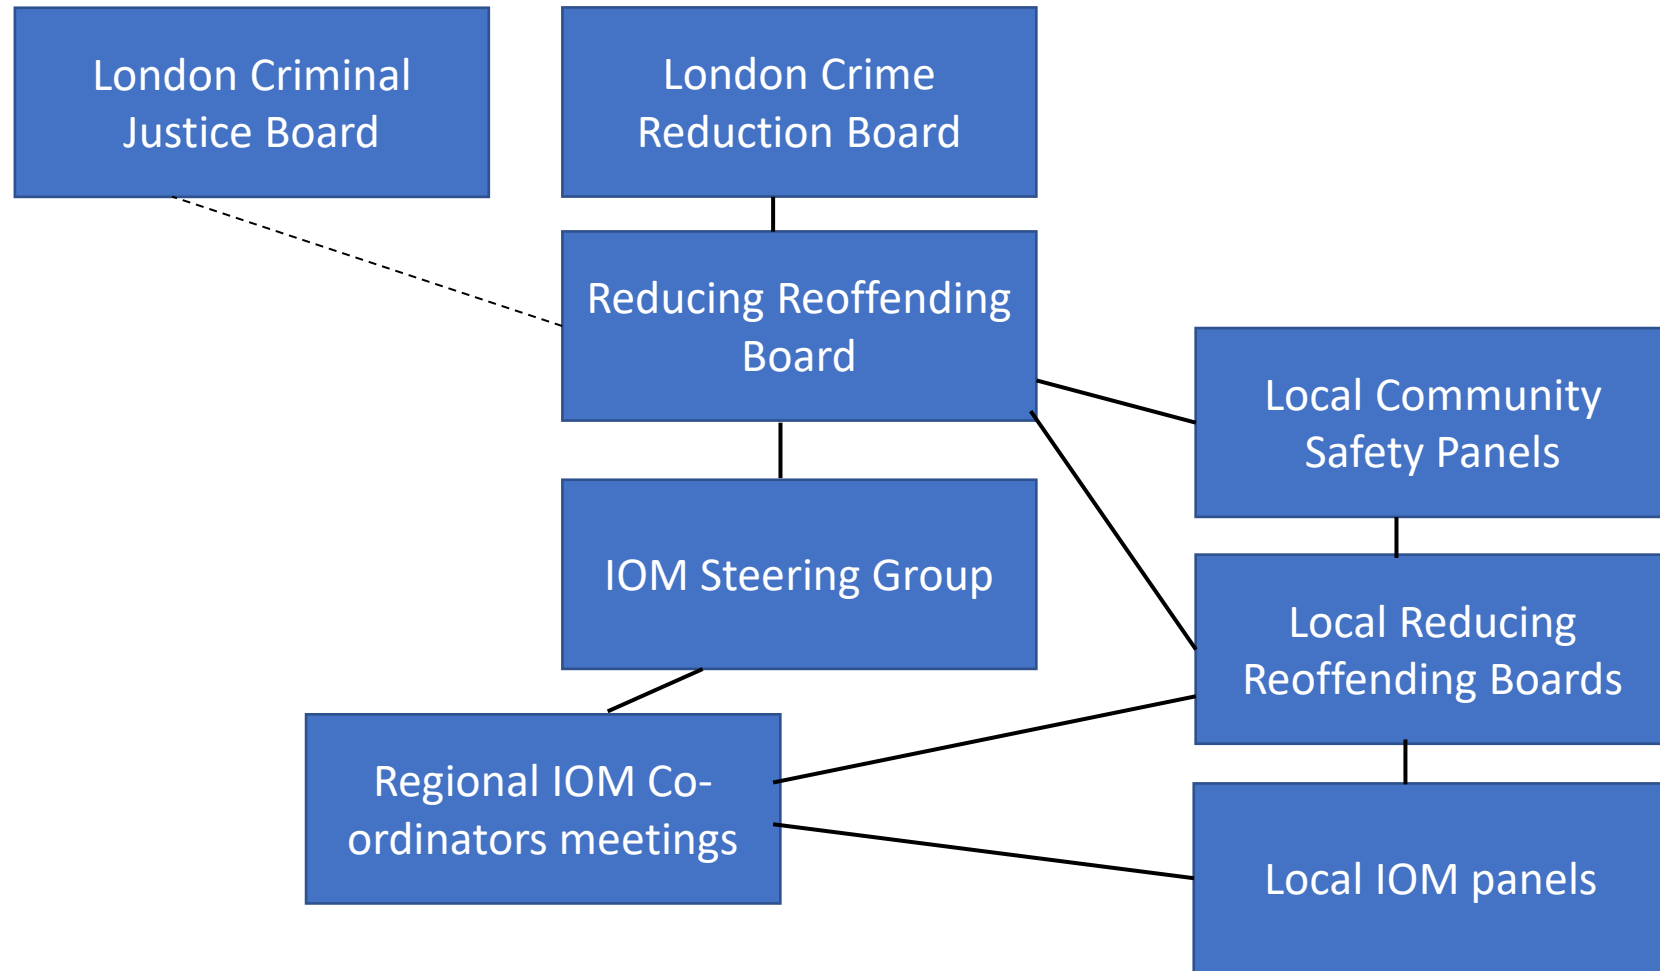 London Criminal
Justice Board
London Crime
Reduction Board
Reducing Reoffending
Board
Local Community
Safety Panels
IOM Steering Group
Local Reducing
Reoffending Boards
Regional IOM Co-
ordinators meetings
Local IOM panels